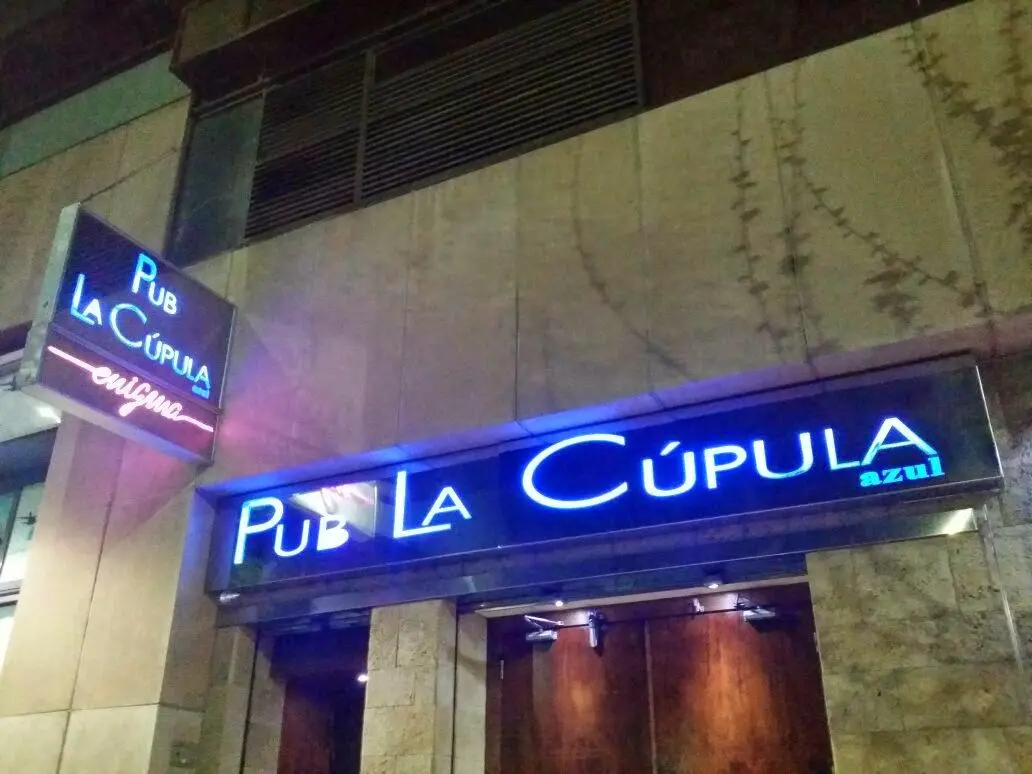 PUB
LA CÚPULA
azul
enigma
PUB LA CÚPULA
azul